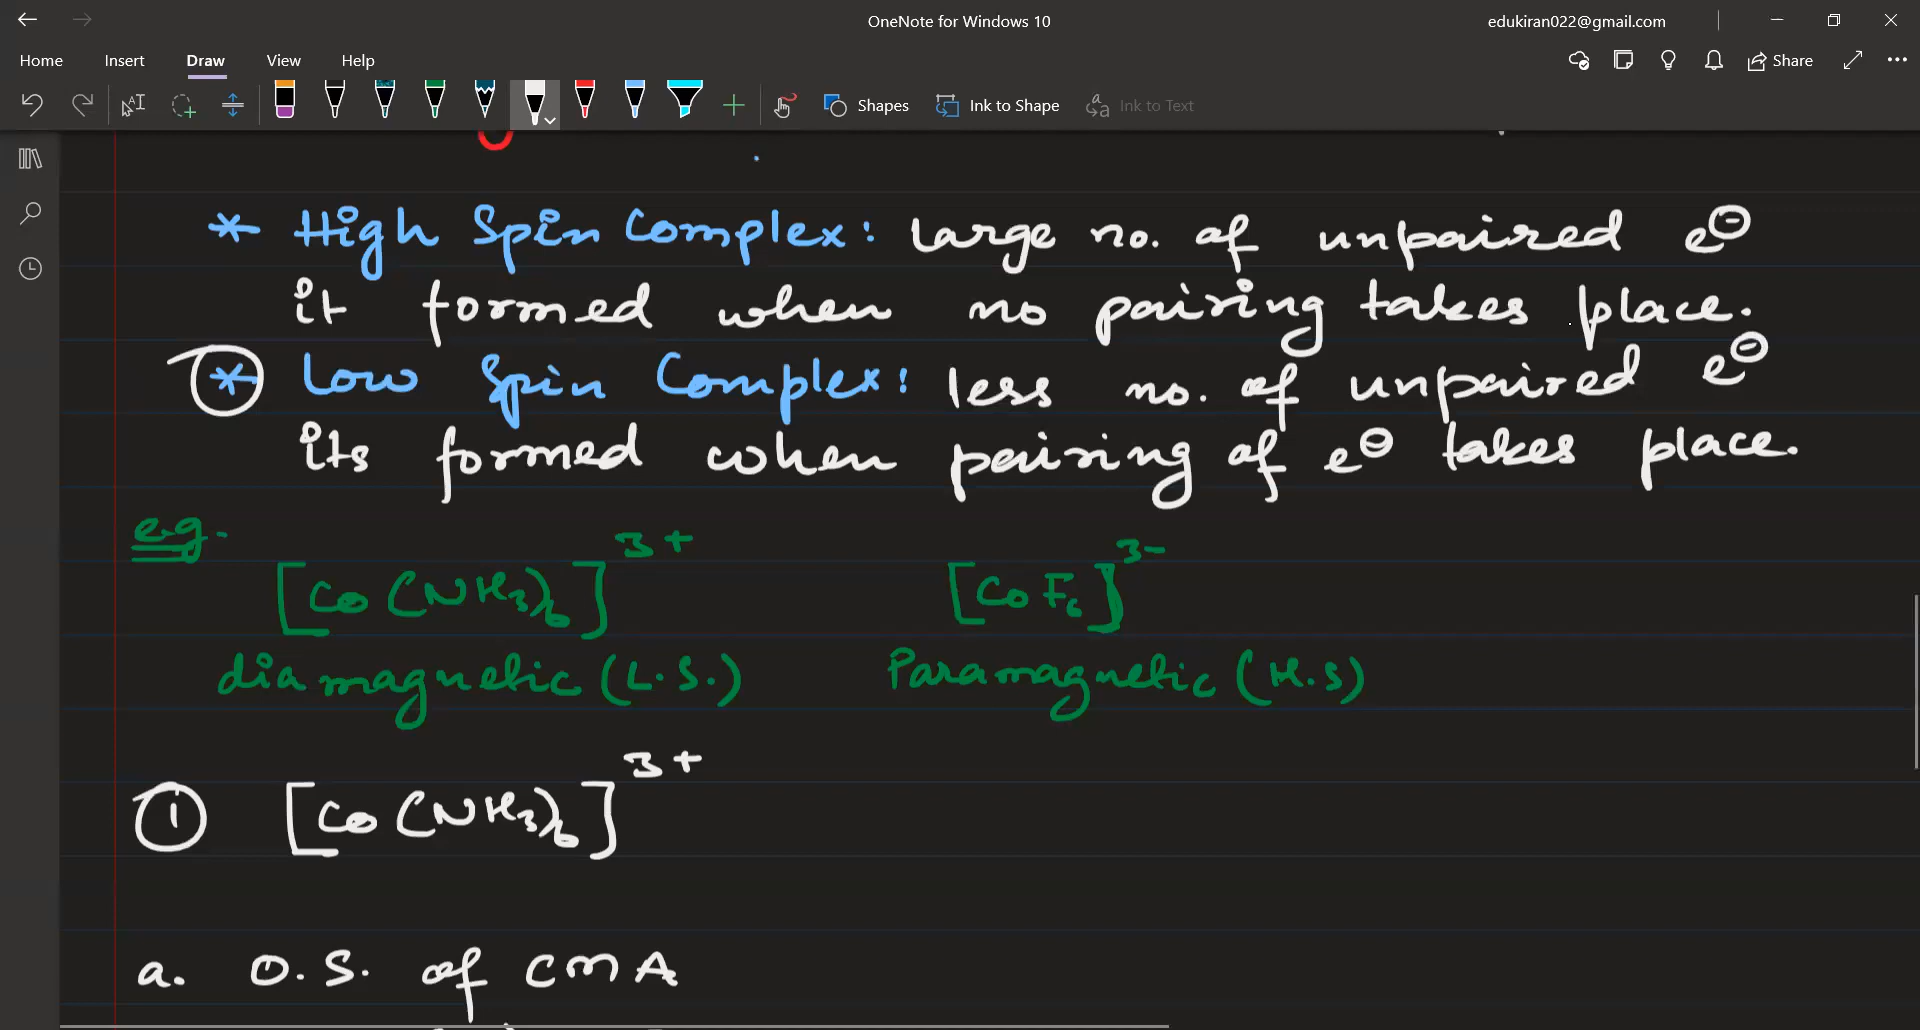 OneNote for Windows 10
edukiran022@gmail.com
Home Insert Draw View Help
Share
Shapes Ink to Shape Ink to Text
* High Spin Complex: large no. of unpaired e⊖
it formed when no pairing takes place.
* Low Spin Complex: less no. of unpaired e⊖
its formed when pairing of e⊖ takes place.
e.g.
[Co(NH₃)₆]³⁺ [CoF₆]³⁻
diamagnetic (L.S.) Paramagnetic (H.S)
① [Co(NH₃)₆]³⁺
a. O.S. of CMA